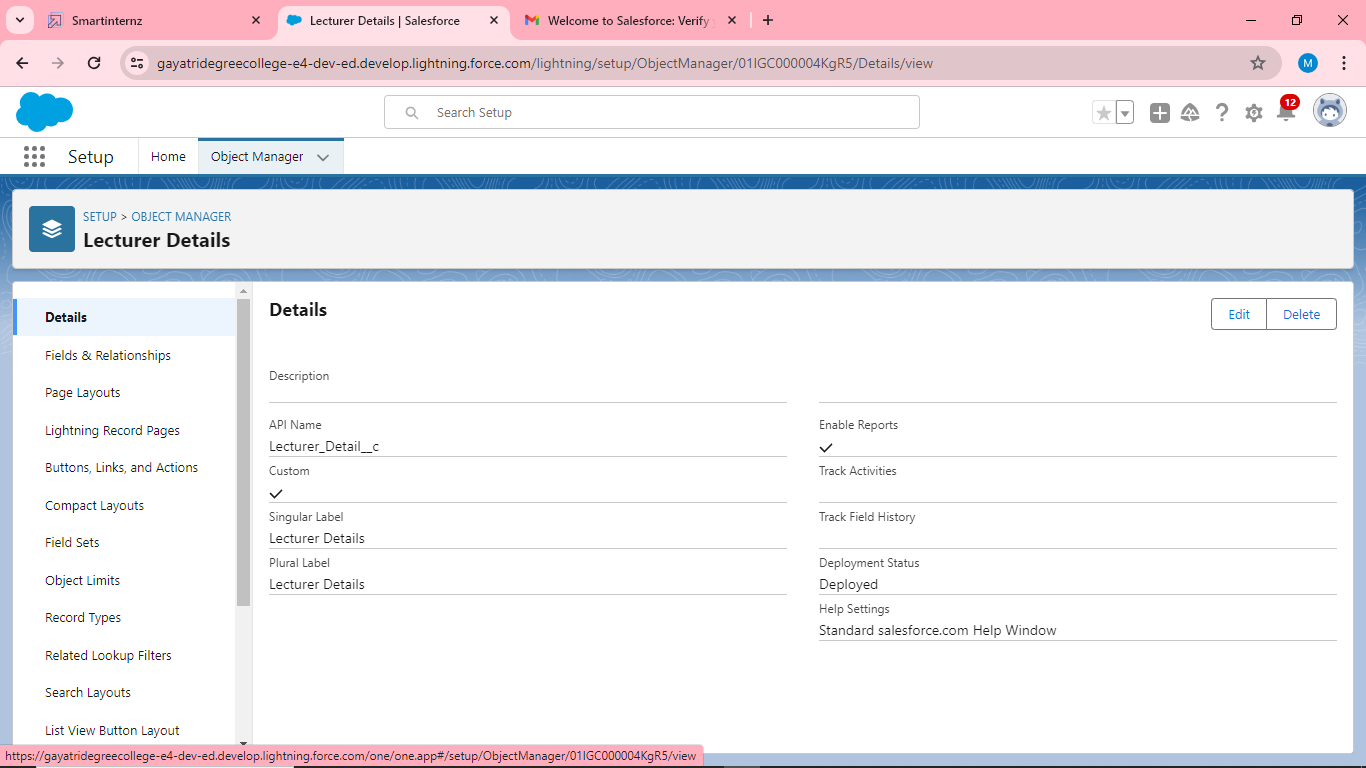 Smartinternz
Lecturer Details | Salesforce
Welcome to Salesforce: Verify
gayatridegreecollege-e4-dev-ed.develop.lightning.force.com/lightning/setup/ObjectManager/01IGC000004KgR5/Details/view
M
Search Setup
12
Setup
Home
Object Manager
SETUP > OBJECT MANAGER
Lecturer Details
Details
Fields & Relationships
Page Layouts
Lightning Record Pages
Buttons, Links, and Actions
Compact Layouts
Field Sets
Object Limits
Record Types
Related Lookup Filters
Search Layouts
List View Button Layout
Details
Edit
Delete
Description
API Name
Lecturer_Detail__c
Custom
Singular Label
Lecturer Details
Plural Label
Lecturer Details
Enable Reports
Track Activities
Track Field History
Deployment Status
Deployed
Help Settings
Standard salesforce.com Help Window
https://gayatridegreecollege-e4-dev-ed.develop.lightning.force.com/one/one.app#/setup/ObjectManager/01IGC000004KgR5/view